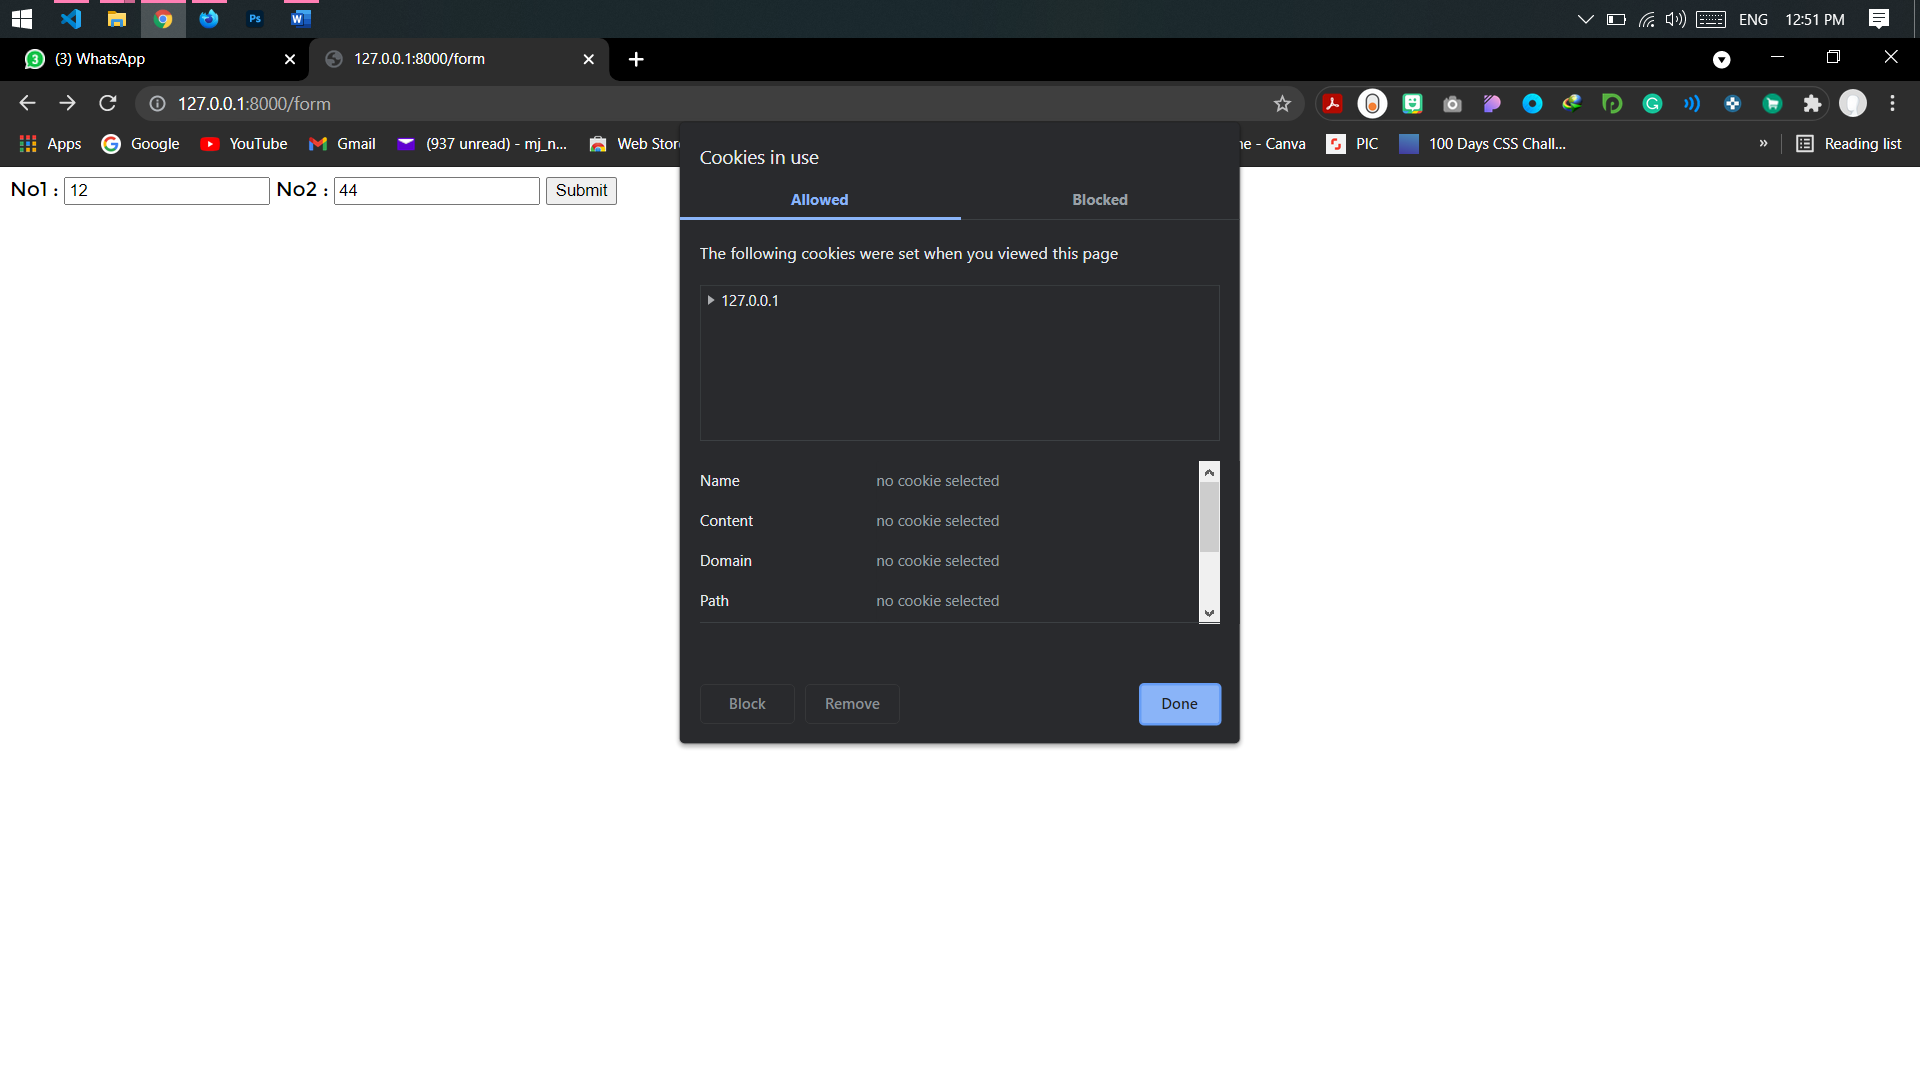 Ps W ENG 12:51 PM
3 (3) WhatsApp 127.0.0.1:8000/form
127.0.0.1:8000/form
Apps Google YouTube Gmail (937 unread) - mj_n... Web Stor ne - Canva PIC 100 Days CSS Chall... » Reading list
No1 : 12 No2 : 44 Submit
Cookies in use
Allowed Blocked
The following cookies were set when you viewed this page
127.0.0.1
Name no cookie selected
Content no cookie selected
Domain no cookie selected
Path no cookie selected
Block Remove Done